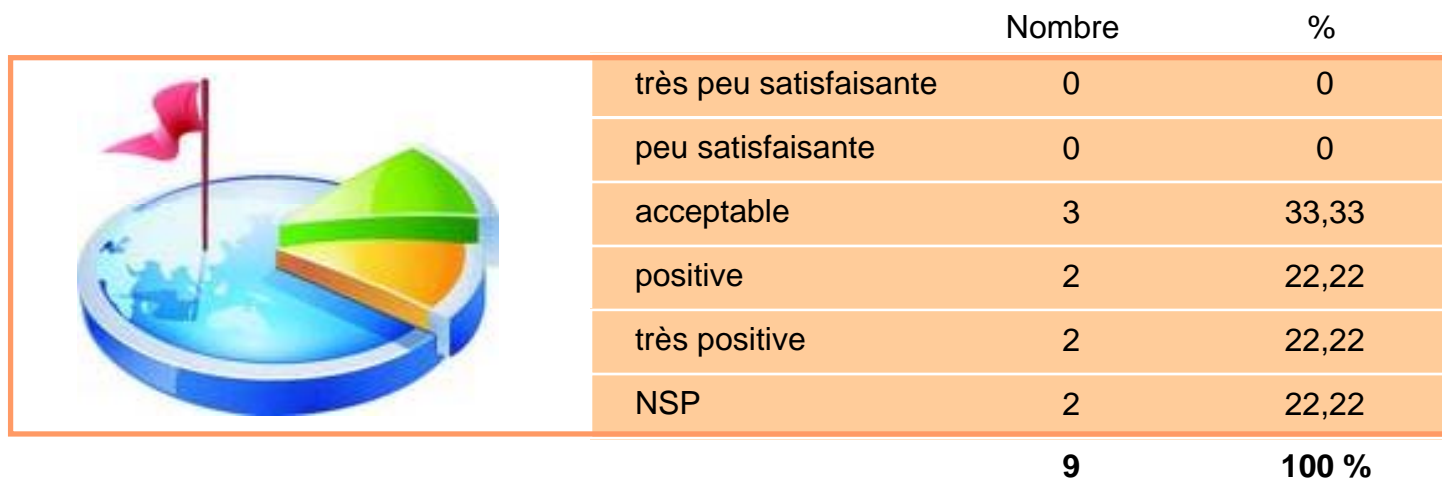 Nombre %
très peu satisfaisante 0 0
peu satisfaisante 0 0
acceptable 3 33,33
positive 2 22,22
très positive 2 22,22
NSP 2 22,22
9 100 %